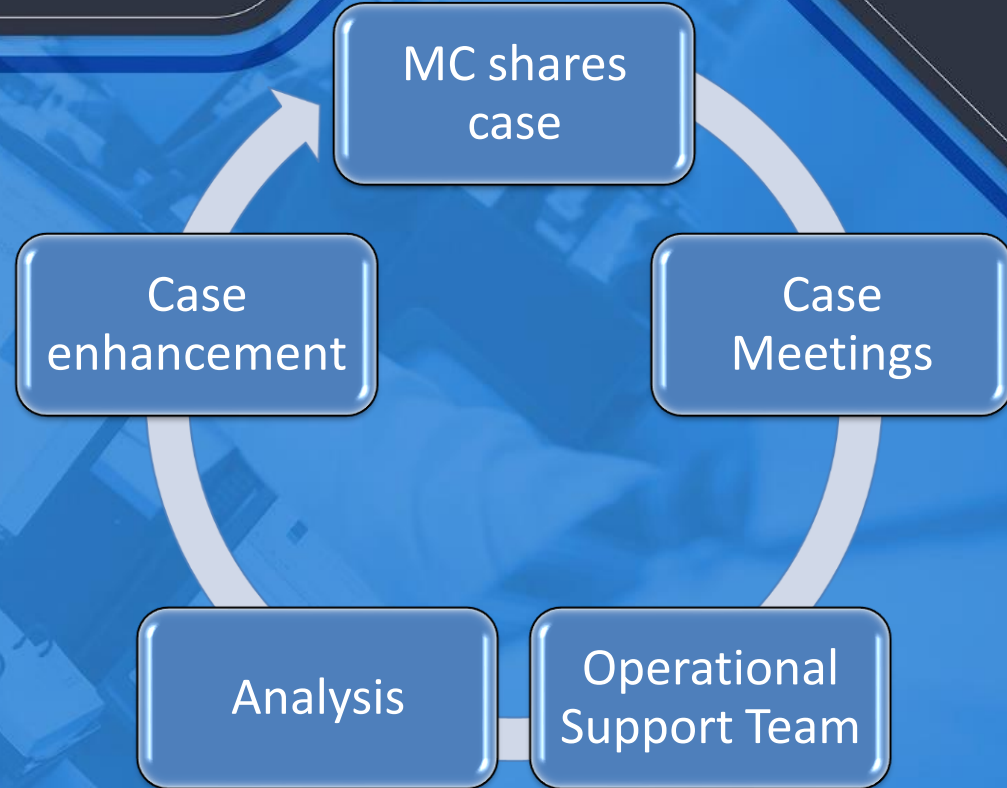 MC shares
case
Case
Meetings
Operational
Support Team
Analysis
Case
enhancement